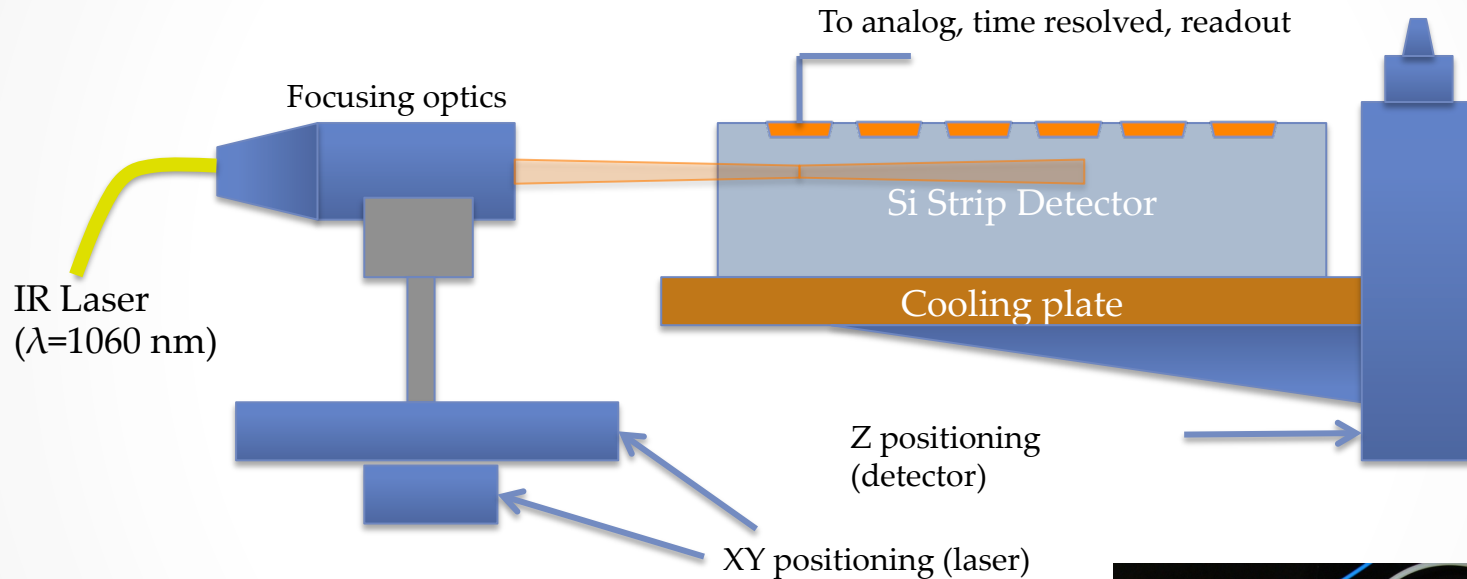 To analog, time resolved, readout
Focusing optics
Si Strip Detector
IR Laser
(λ=1060 nm)
Cooling plate
Z positioning
(detector)
XY positioning (laser)